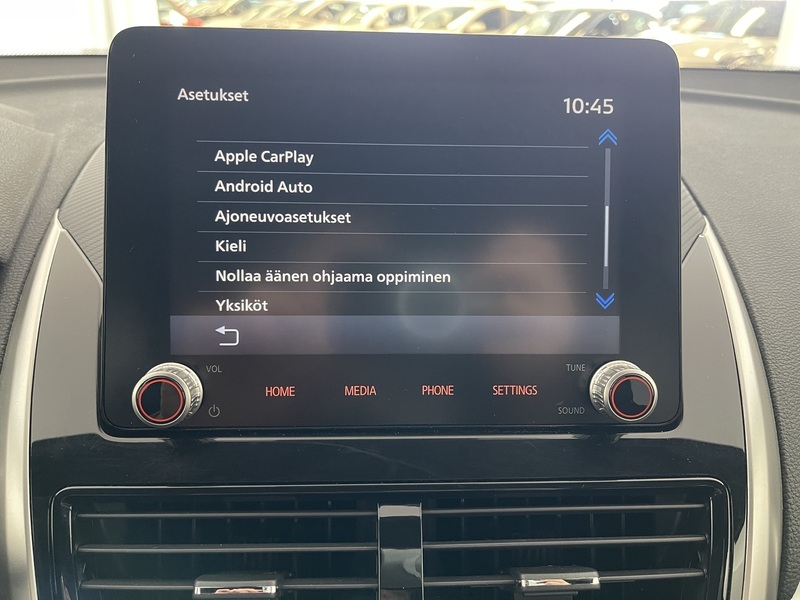 Asetukset
10:45
Apple CarPlay
Android Auto
Ajoneuvoasetukset
Kieli
Nollaa äänen ohjaama oppiminen
Yksiköt
VOL
TUNE
HOME
MEDIA
PHONE
SETTINGS
SOUND